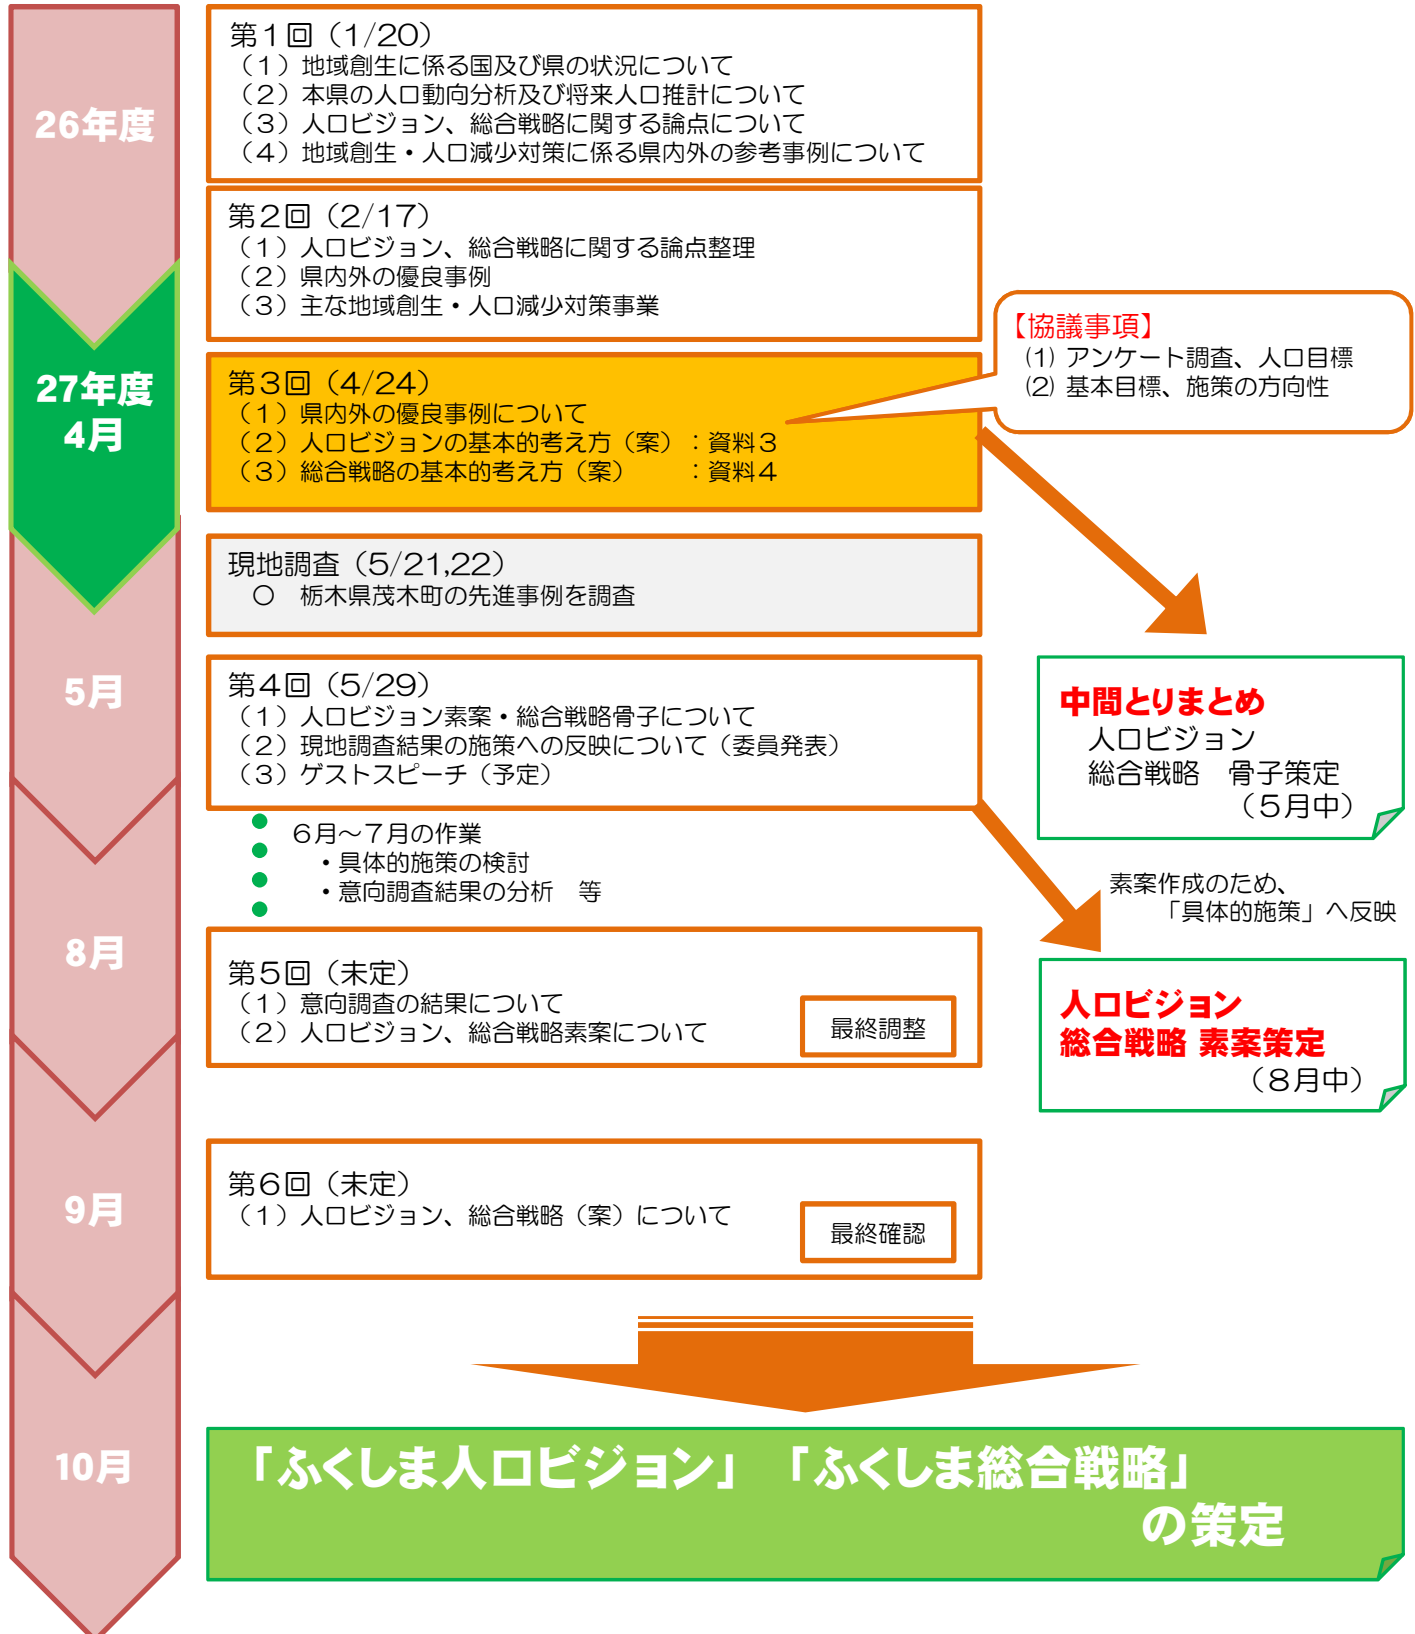 26年度
第1回（1/20）
（1）地域創生に係る国及び県の状況について
（2）本県の人口動向分析及び将来人口推計について
（3）人口ビジョン、総合戦略に関する論点について
（4）地域創生・人口減少対策に係る県内外の参考事例について
第2回（2/17）
（1）人口ビジョン、総合戦略に関する論点整理
（2）県内外の優良事例
（3）主な地域創生・人口減少対策事業
27年度
4月
第3回（4/24）
（1）県内外の優良事例について
（2）人口ビジョンの基本的考え方（案）：資料3
（3）総合戦略の基本的考え方（案）　　：資料4
【協議事項】
⑴ アンケート調査、人口目標
⑵ 基本目標、施策の方向性
現地調査（5/21,22）
○　栃木県茂木町の先進事例を調査
5月
第4回（5/29）
（1）人口ビジョン素案・総合戦略骨子について
（2）現地調査結果の施策への反映について（委員発表）
（3）ゲストスピーチ（予定）
中間とりまとめ
人口ビジョン
総合戦略　骨子策定
（5月中）
6月～7月の作業
・具体的施策の検討
・意向調査結果の分析　等
素案作成のため、
「具体的施策」へ反映
8月
第5回（未定）
（1）意向調査の結果について
（2）人口ビジョン、総合戦略素案について
最終調整
人口ビジョン
総合戦略 素案策定
（8月中）
9月
第6回（未定）
（1）人口ビジョン、総合戦略（案）について
最終確認
10月
「ふくしま人口ビジョン」　「ふくしま総合戦略」
の策定